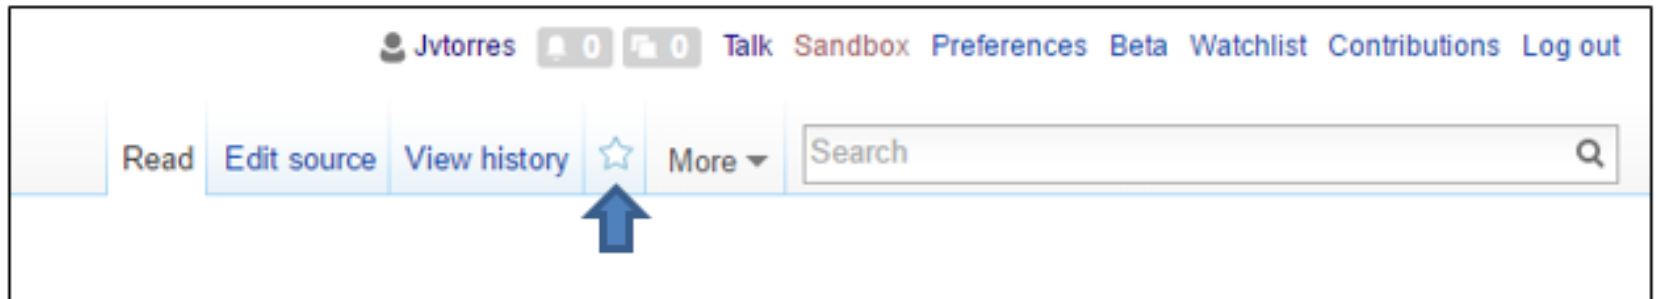 Jvtorres 0 0 Talk Sandbox Preferences Beta Watchlist Contributions Log out
Read Edit source View history More Search